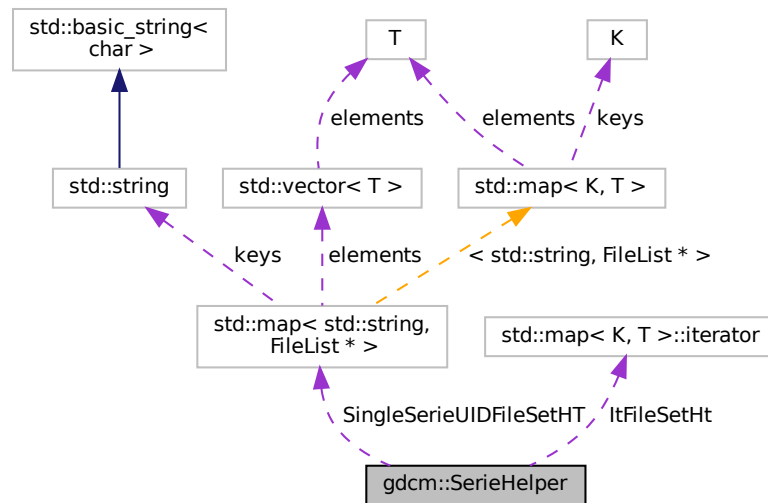 std::basic_string<
char >
T
K
elements
elements
keys
std::string
std::vector< T >
std::map< K, T >
keys
elements
< std::string, FileList * >
std::map< std::string,
FileList * >
std::map< K, T >::iterator
SingleSerieUIDFileSetHT
ItFileSetHt
gdcm::SerieHelper